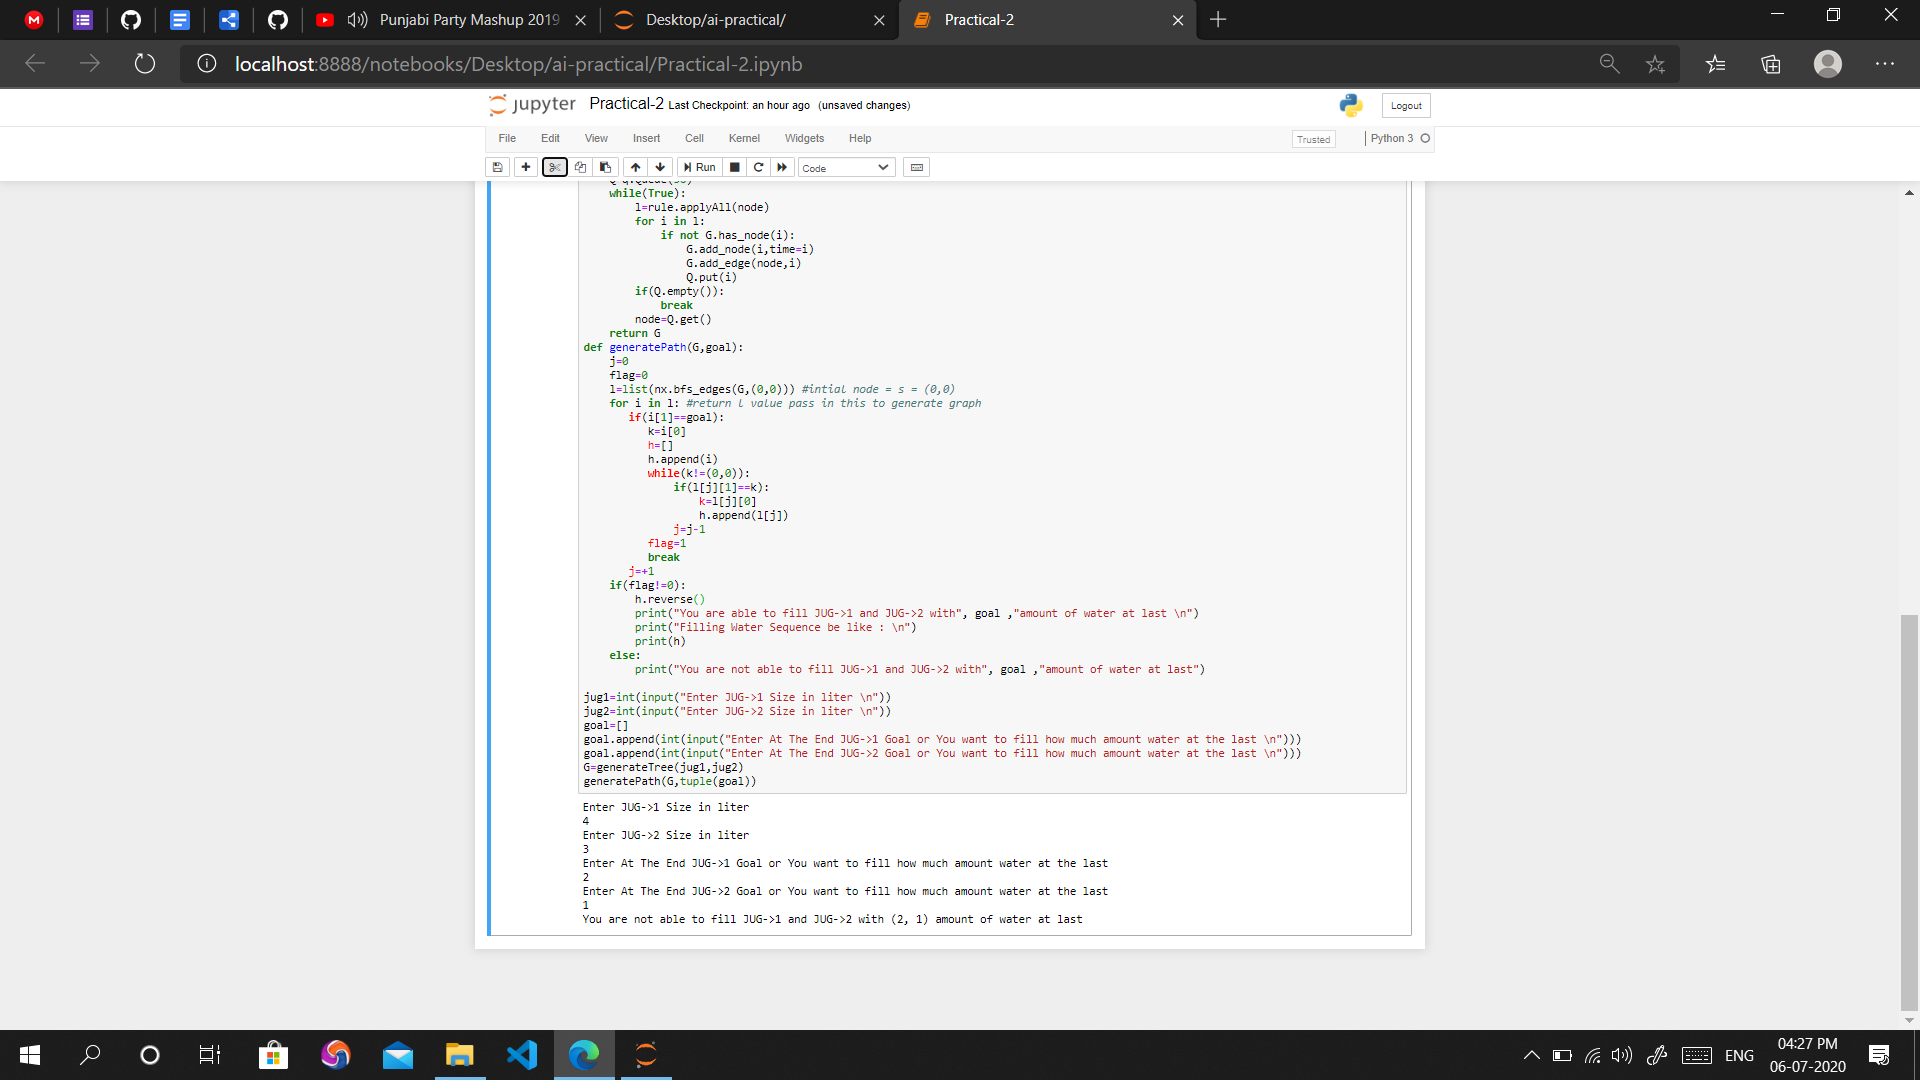 Punjabi Party Mashup 2019
Desktop/ai-practical/
Practical-2
localhost:8888/notebooks/Desktop/ai-practical/Practical-2.ipynb
jupyter Practical-2 Last Checkpoint: an hour ago (unsaved changes)
Logout
File Edit View Insert Cell Kernel Widgets Help
Trusted
Python 3
Run
Code
while(True):
l=rule.applyAll(node)
for i in l:
if not G.has_node(i):
G.add_node(i,time=i)
G.add_edge(node,i)
Q.put(i)
if(Q.empty()):
break
node=Q.get()
return G
def generatePath(G,goal):
j=0
flag=0
l=list(nx.bfs_edges(G,(0,0))) #intial node = s = (0,0)
for i in l: #return l value pass in this to generate graph
if(i[1]==goal):
k=i[0]
h=[]
h.append(i)
while(k!=(0,0)):
if(l[j][1]==k):
k=l[j][0]
h.append(l[j])
j=j-1
flag=1
break
j=+1
if(flag!=0):
h.reverse()
print("You are able to fill JUG->1 and JUG->2 with", goal ,"amount of water at last \n")
print("Filling Water Sequence be like : \n")
print(h)
else:
print("You are not able to fill JUG->1 and JUG->2 with", goal ,"amount of water at last")
jug1=int(input("Enter JUG->1 Size in liter \n"))
jug2=int(input("Enter JUG->2 Size in liter \n"))
goal=[]
goal.append(int(input("Enter At The End JUG->1 Goal or You want to fill how much amount water at the last \n")))
goal.append(int(input("Enter At The End JUG->2 Goal or You want to fill how much amount water at the last \n")))
G=generateTree(jug1,jug2)
generatePath(G,tuple(goal))
Enter JUG->1 Size in liter
4
Enter JUG->2 Size in liter
3
Enter At The End JUG->1 Goal or You want to fill how much amount water at the last
2
Enter At The End JUG->2 Goal or You want to fill how much amount water at the last
1
You are not able to fill JUG->1 and JUG->2 with (2, 1) amount of water at last
ENG
04:27 PM
06-07-2020